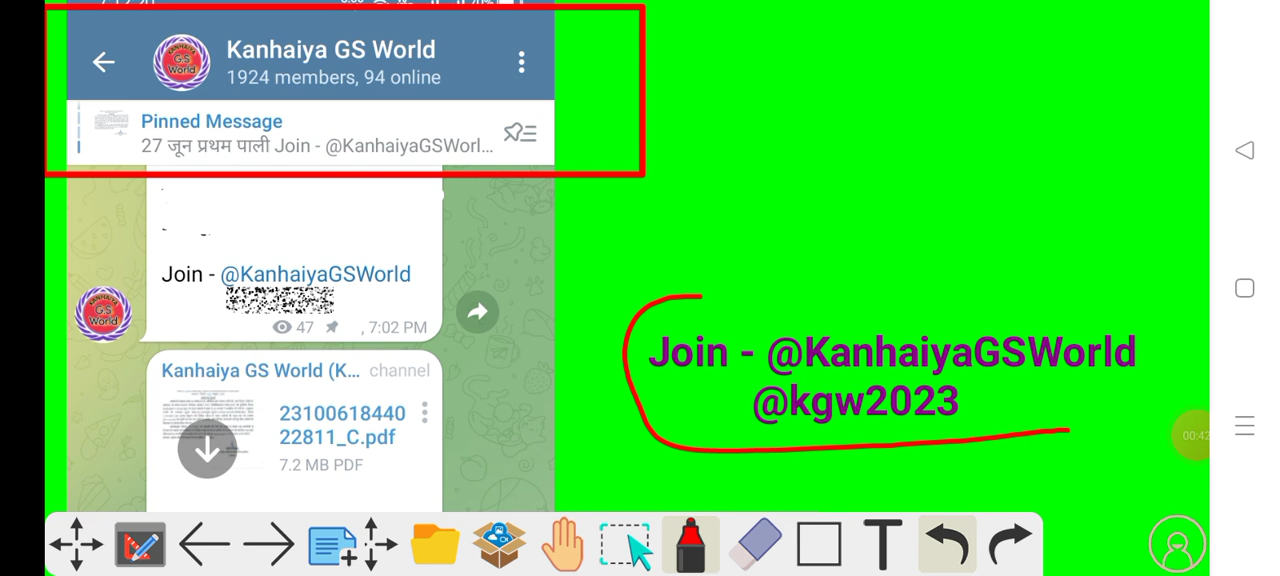 Kanhaiya GS World
1924 members, 94 online
Pinned Message
27 जून प्रथम पाली Join - @KanhaiyaGSWorl...
Join - @KanhaiyaGSWorld
47 , 7:02 PM
Kanhaiya GS World (K... channel
23100618440
22811_C.pdf
7.2 MB PDF
Join - @KanhaiyaGSWorld
@kgw2023
00:42